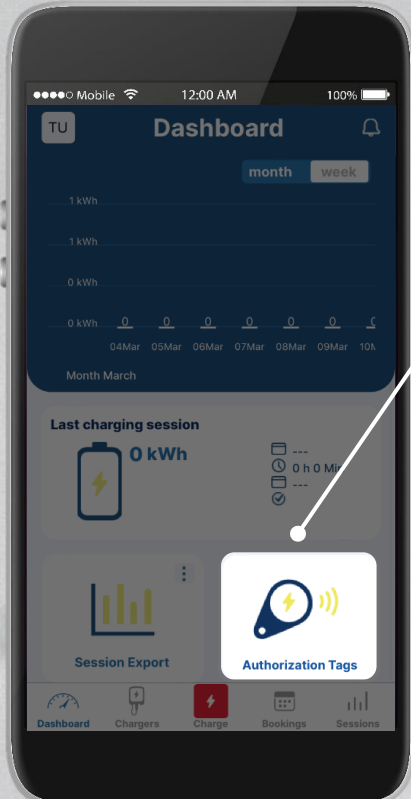 Mobile 12:00 AM 100%
TU Dashboard
month week
1 kWh
1 kWh
0 kWh
0 kWh 0 0 0 0 0 0
04Mar 05Mar 06Mar 07Mar 08Mar 09Mar
Month March
Last charging session
0 kWh
---
0 h 0 Min
---
Session Export
Authorization Tags
Dashboard Chargers Charge Bookings Sessions